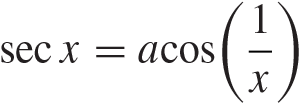 sec x = acos(1/x)